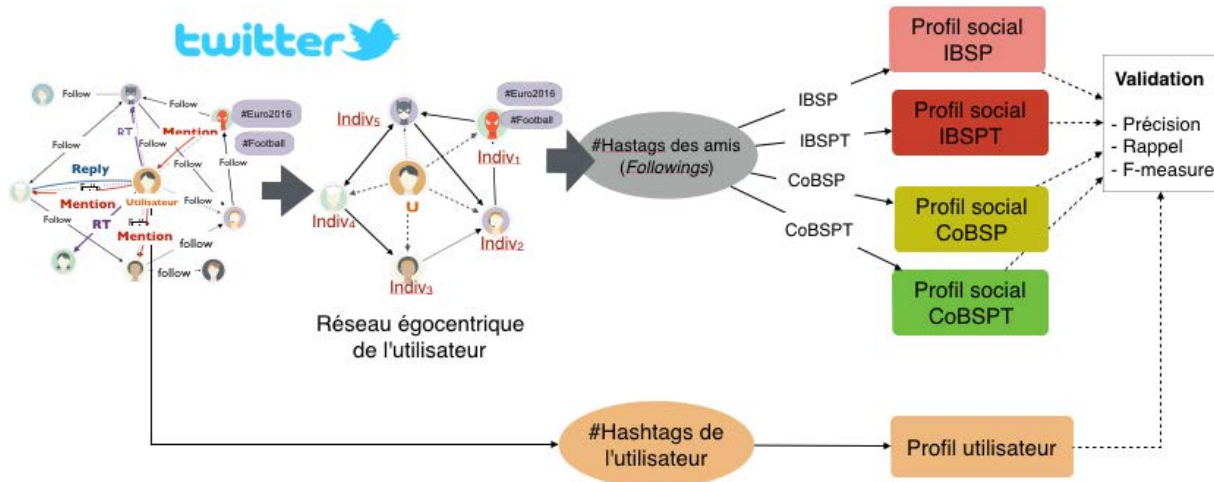 twitter
Follow
Follow
#Euro2016
#Football
Follow
RT
Mention
Follow
Follow
Follow
Reply
Mention
Utilisateur
Follow
RT
Mention
Follow
follow
follow
#Euro2016
#Football
Indiv5
Indiv1
U
Indiv4
Indiv2
Indiv3
Réseau égocentrique
de l'utilisateur
#Hastags des amis
(Followings)
IBSP
IBSPT
CoBSP
CoBSPT
Profil social
IBSP
Profil social
IBSPT
Profil social
CoBSP
Profil social
CoBSPT
Validation
- Précision
- Rappel
- F-measure
#Hashtags de
l'utilisateur
Profil utilisateur